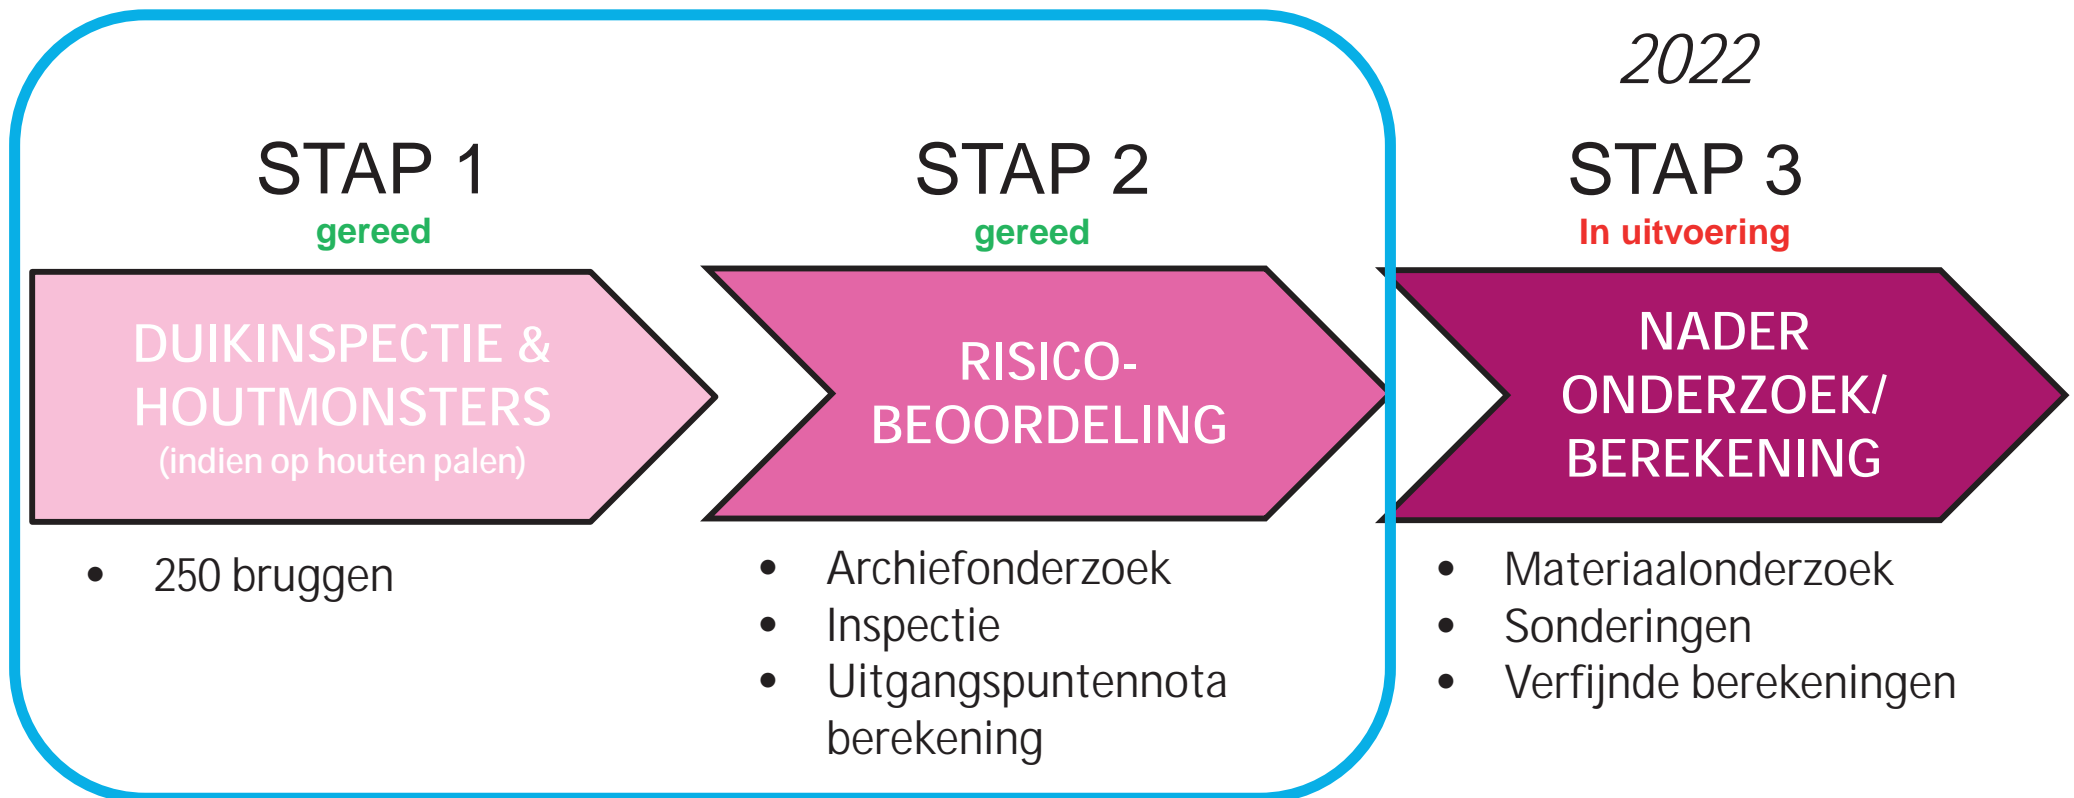 STAP 1
gereed
DUIKINSPECTIE &
HOUTMONSTERS
(indien op houten palen)
• 250 bruggen
STAP 2
gereed
RISICO-
BEOORDELING
• Archiefonderzoek
• Inspectie
• Uitgangspuntennota
berekening
2022
STAP 3
In uitvoering
NADER
ONDERZOEK/
BEREKENING
• Materiaalonderzoek
• Sonderingen
• Verfijnde berekeningen